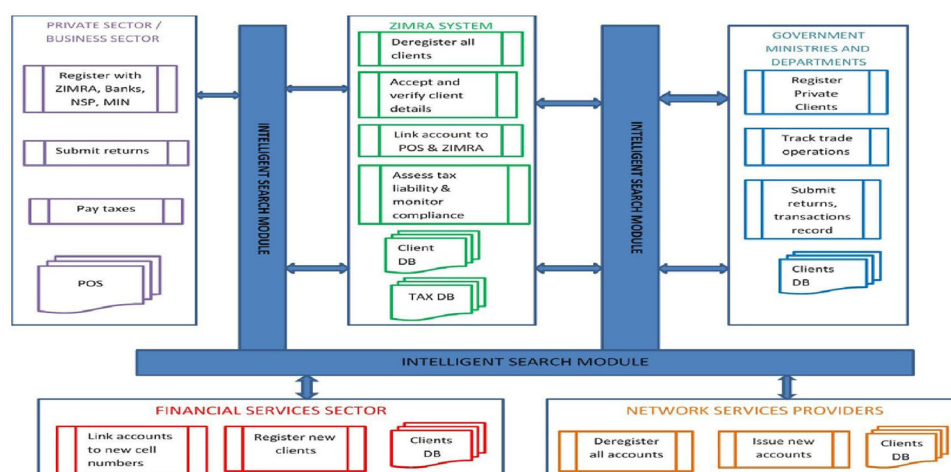 PRIVATE SECTOR /
BUSINESS SECTOR
Register with
ZIMRA, Banks,
NSP, MIN
Submit returns
Pay taxes
POS
INTELLIGENT SEARCH MODULE
ZIMRA SYSTEM
Deregister all
clients
Accept and
verify client
details
Link account to
POS & ZIMRA
Assess tax
liability &
monitor
compliance
Client
DB
TAX DB
INTELLIGENT SEARCH MODULE
GOVERNMENT
MINISTRIES AND
DEPARTMENTS
Register
Private
Clients
Track trade
operations
Submit
returns,
transactions
record
Clients
DB
INTELLIGENT SEARCH MODULE
FINANCIAL SERVICES SECTOR
Link accounts
to new cell
numbers
Register new
clients
Clients
DB
NETWORK SERVICES PROVIDERS
Deregister
all accounts
Issue new
accounts
Clients
DB